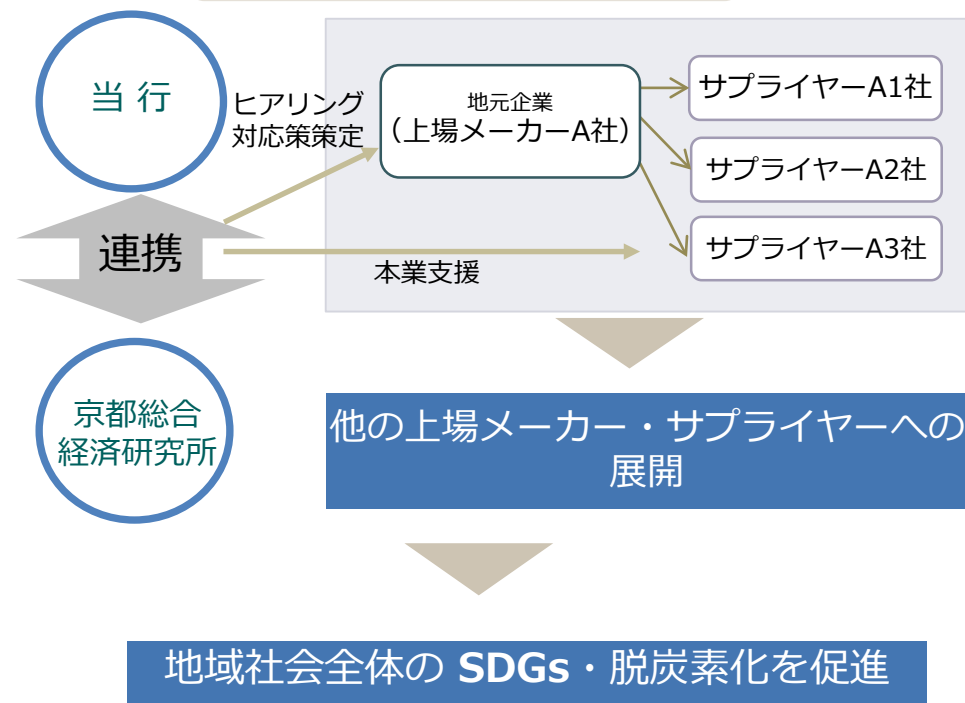 当 行
ヒアリング
対応策策定
地元企業
（上場メーカーA社）
サプライヤーA1社
サプライヤーA2社
サプライヤーA3社
連携
本業支援
京都総合
経済研究所
他の上場メーカー・サプライヤーへの
展開
地域社会全体の SDGs・脱炭素化を促進